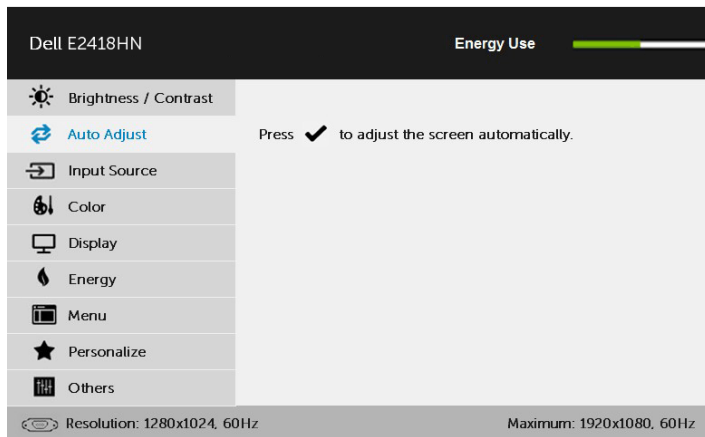 Dell E2418HN
Energy Use
Brightness / Contrast
Auto Adjust
Press to adjust the screen automatically.
Input Source
Color
Display
Energy
Menu
Personalize
Others
Resolution: 1280x1024, 60Hz
Maximum: 1920x1080, 60Hz